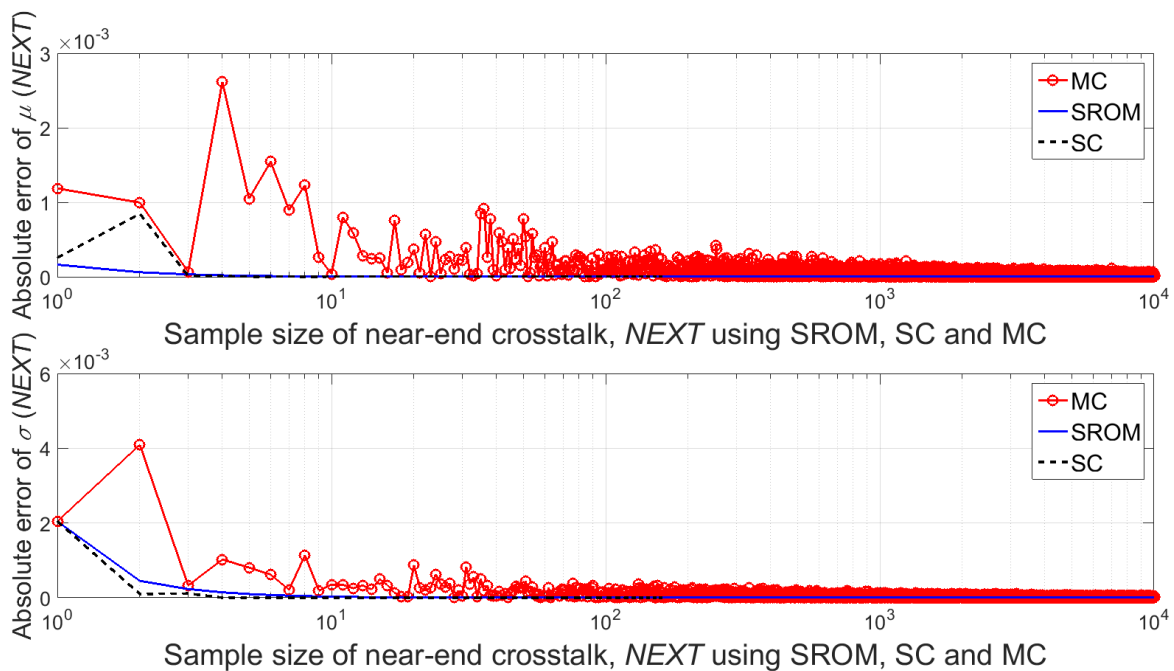 ×10⁻³
3
2
1
0
Absolute error of μ (NEXT)
MC
SROM
SC
10⁰
10¹
10²
10³
10⁴
Sample size of near-end crosstalk, NEXT using SROM, SC and MC
×10⁻³
6
4
2
0
Absolute error of σ (NEXT)
MC
SROM
SC
10⁰
10¹
10²
10³
10⁴
Sample size of near-end crosstalk, NEXT using SROM, SC and MC